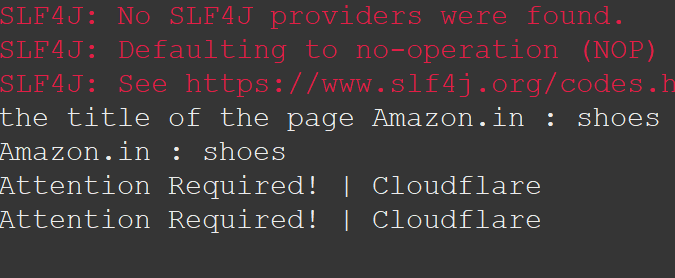 SLF4J: No SLF4J providers were found.
SLF4J: Defaulting to no-operation (NOP)
SLF4J: See https://www.slf4j.org/codes.h
the title of the page Amazon.in : shoes
Amazon.in : shoes
Attention Required! | Cloudflare
Attention Required! | Cloudflare